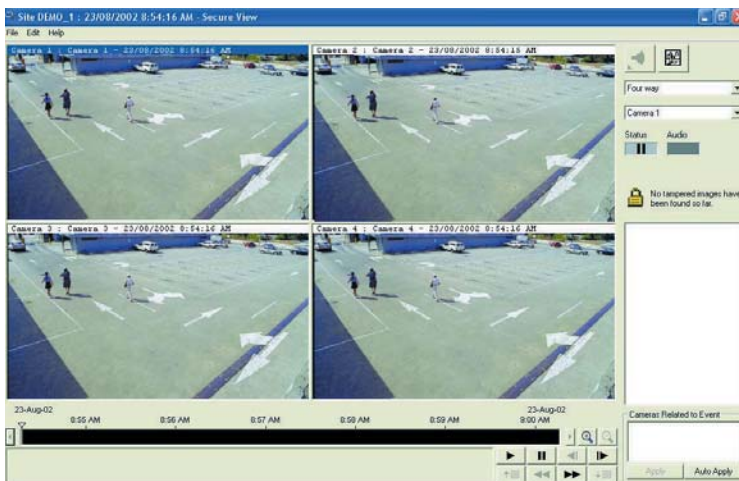 Site DEMO_1 : 23/08/2002 8:54:16 AM - Secure View
File Edit Help
Camera 1 : Camera 1 - 23/08/2002 8:54:16 AM
Camera 2 : Camera 2 - 23/08/2002 8:54:15 AM
Four way
Camera 1
Status Audio
No tampered images have
been found so far.
Camera 3 : Camera 3 - 23/08/2002 8:54:16 AM
Camera 4 : Camera 4 - 23/08/2002 8:54:16 AM
23-Aug-02 23-Aug-02
8:55 AM 8:56 AM 8:57 AM 8:58 AM 8:59 AM 9:00 AM
Cameras Related to Event
Apply Auto Apply